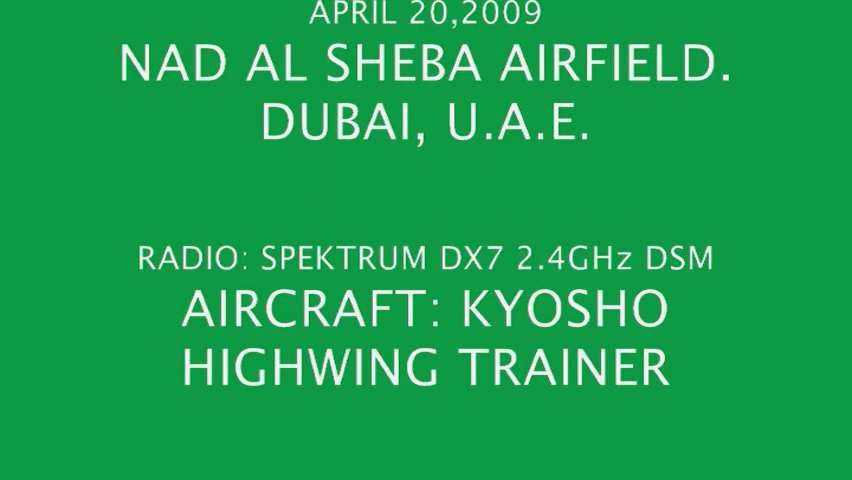 APRIL 20,2009
NAD AL SHEBA AIRFIELD.
DUBAI, U.A.E.
RADIO: SPEKTRUM DX7 2.4GHz DSM
AIRCRAFT: KYOSHO
HIGHWING TRAINER